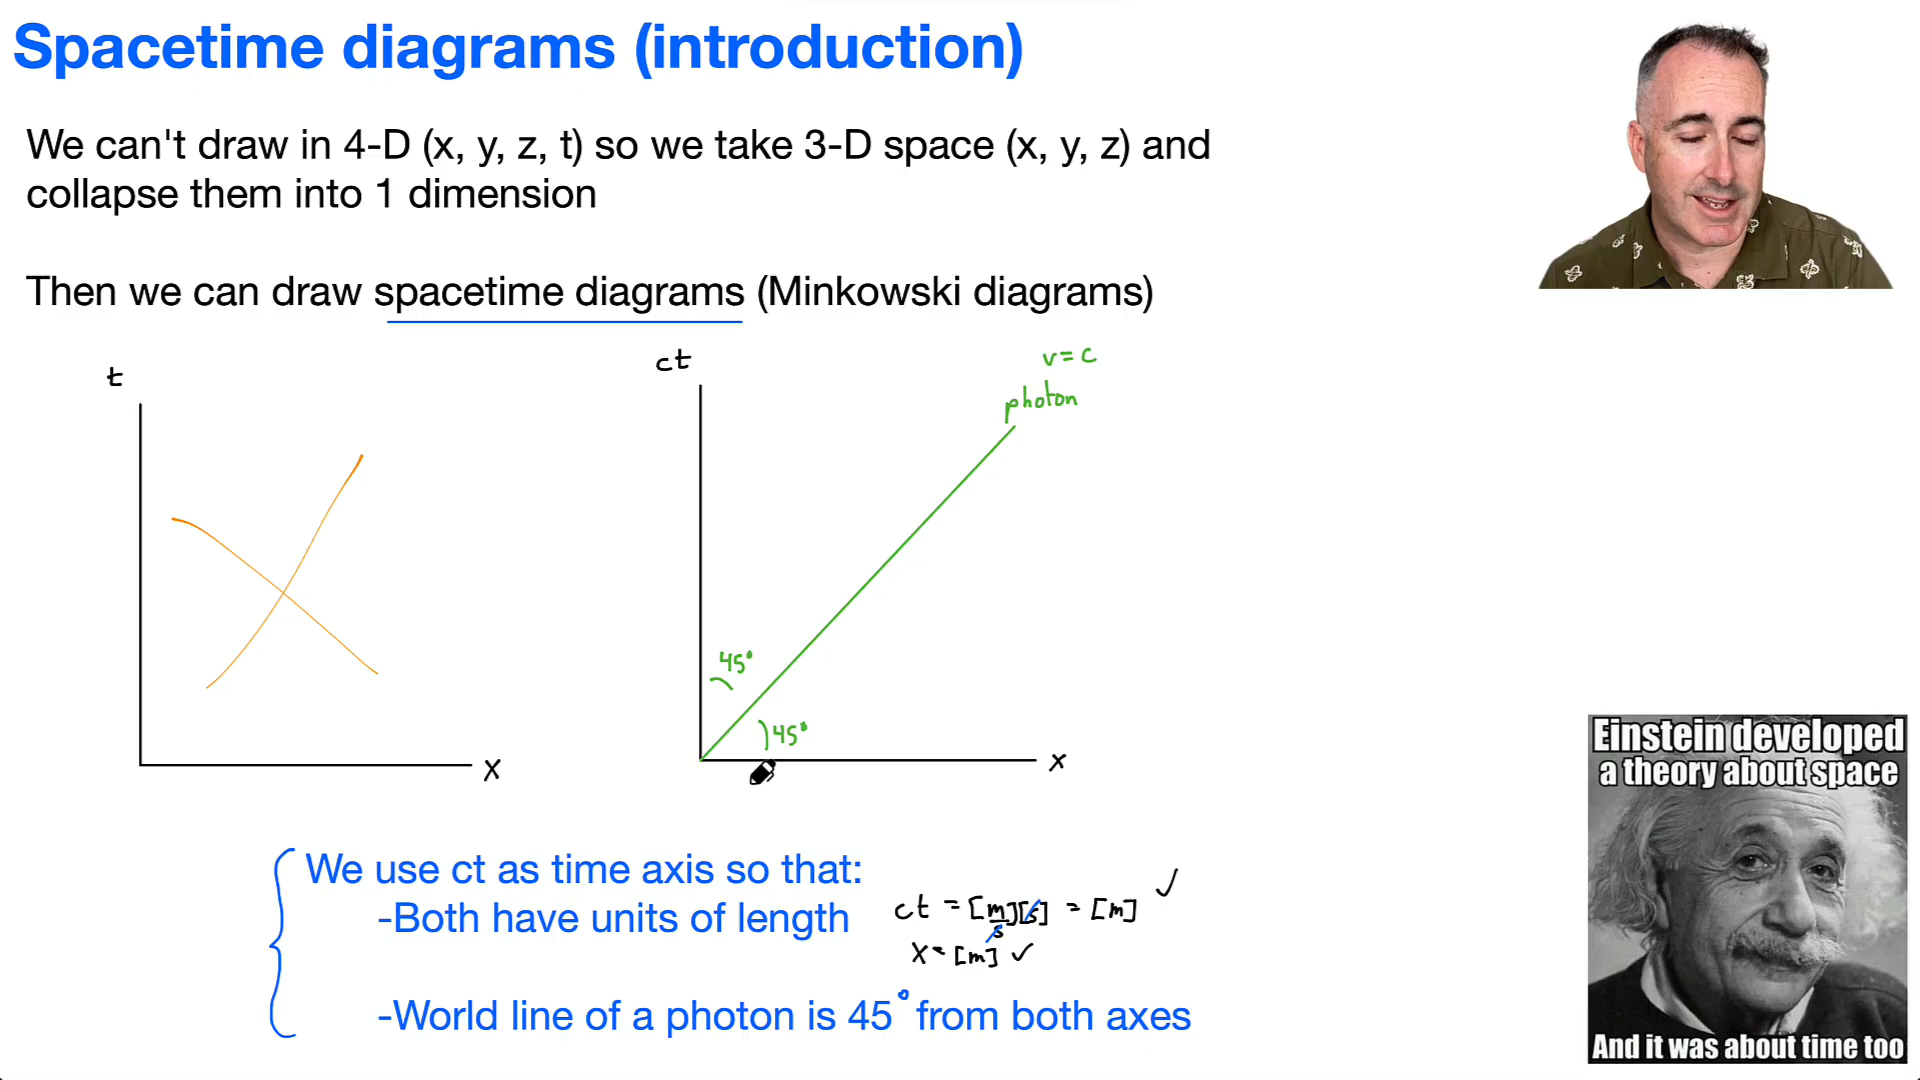 Spacetime diagrams (introduction)
We can't draw in 4-D (x, y, z, t) so we take 3-D space (x, y, z) and
collapse them into 1 dimension
Then we can draw spacetime diagrams (Minkowski diagrams)
t
x
ct
v = c
photon
45°
45°
x
We use ct as time axis so that:
-Both have units of length
ct = [m/s][s] = [m] ✓
x = [m] ✓
-World line of a photon is 45° from both axes
Einstein developed
a theory about space
And it was about time too